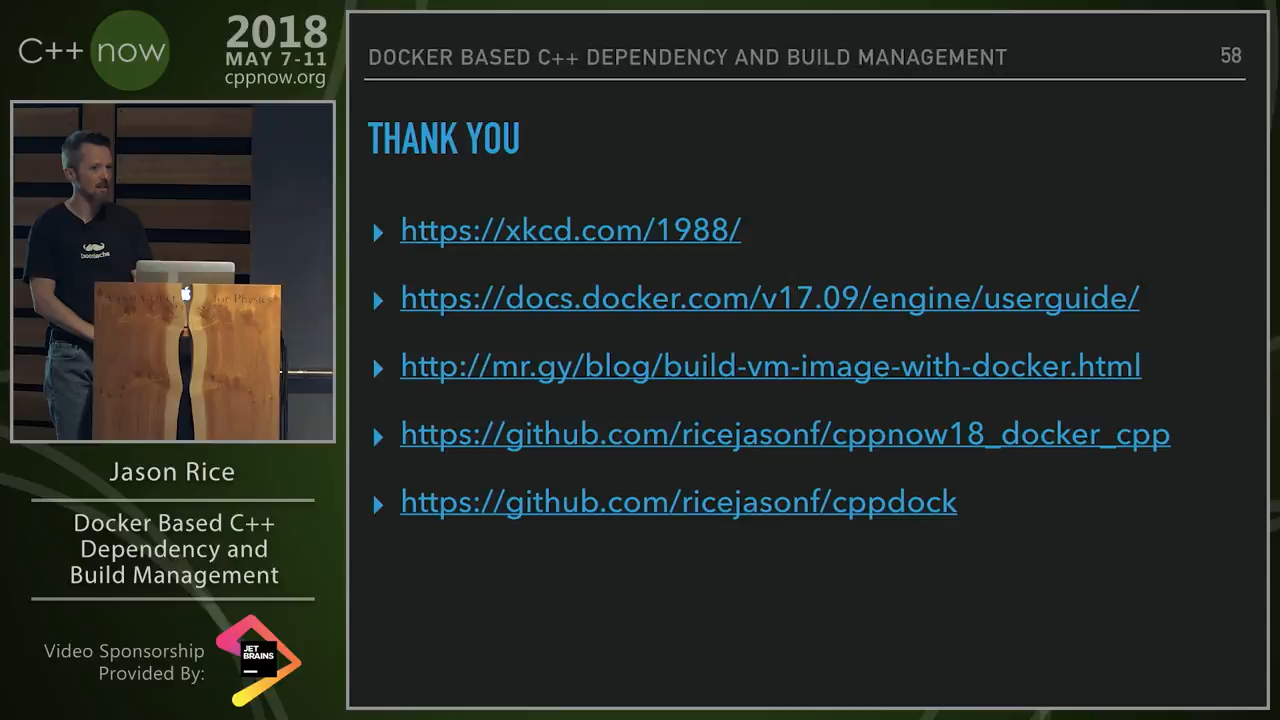 C++ now
2018
MAY 7-11
cppnow.org
DOCKER BASED C++ DEPENDENCY AND BUILD MANAGEMENT
58
THANK YOU
https://xkcd.com/1988/
https://docs.docker.com/v17.09/engine/userguide/
http://mr.gy/blog/build-vm-image-with-docker.html
https://github.com/ricejasonf/cppnow18_docker_cpp
https://github.com/ricejasonf/cppdock
for Physics
Jason Rice
Docker Based C++
Dependency and
Build Management
Video Sponsorship
Provided By:
JET
BRAINS